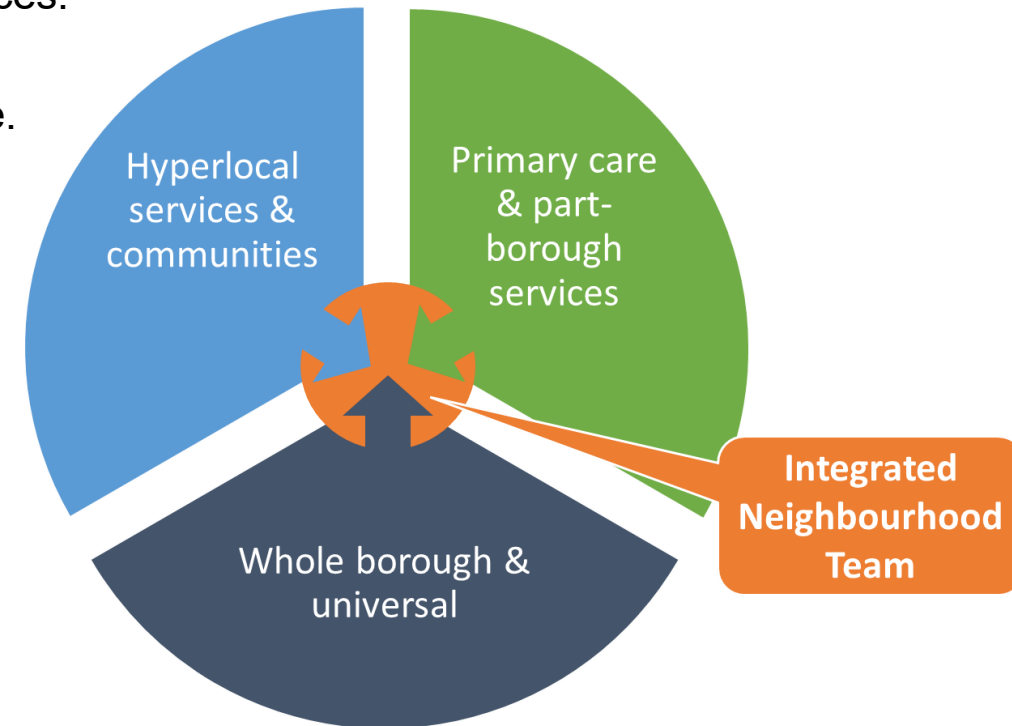 Hyperlocal
services &
communities
Primary care
& part-
borough
services
Whole borough &
universal
Integrated
Neighbourhood
Team